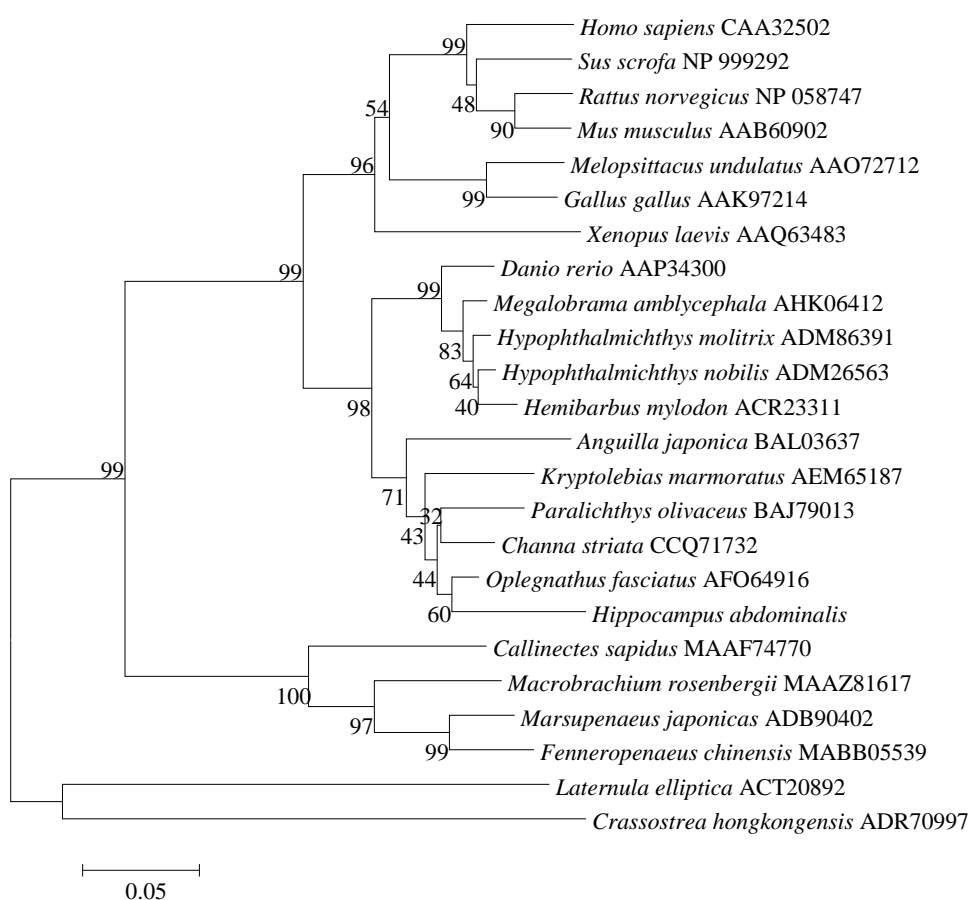 Homo sapiens CAA32502
99
Sus scrofa NP 999292
48
Rattus norvegicus NP 058747
54
90
Mus musculus AAB60902
96
Melopsittacus undulatus AAO72712
99
Gallus gallus AAK97214
Xenopus laevis AAQ63483
99
Danio rerio AAP34300
99
Megalobrama amblycephala AHK06412
83
Hypophthalmichthys molitrix ADM86391
64
Hypophthalmichthys nobilis ADM26563
98
40
Hemibarbus mylodon ACR23311
Anguilla japonica BAL03637
99
71
Kryptolebias marmoratus AEM65187
32
Paralichthys olivaceus BAJ79013
43
Channa striata CCQ71732
44
Oplegnathus fasciatus AFO64916
60
Hippocampus abdominalis
Callinectes sapidus MAAF74770
100
Macrobrachium rosenbergii MAAZ81617
97
Marsupenaeus japonicas ADB90402
99
Fenneropenaeus chinensis MABB05539
Laternula elliptica ACT20892
Crassostrea hongkongensis ADR70997
0.05